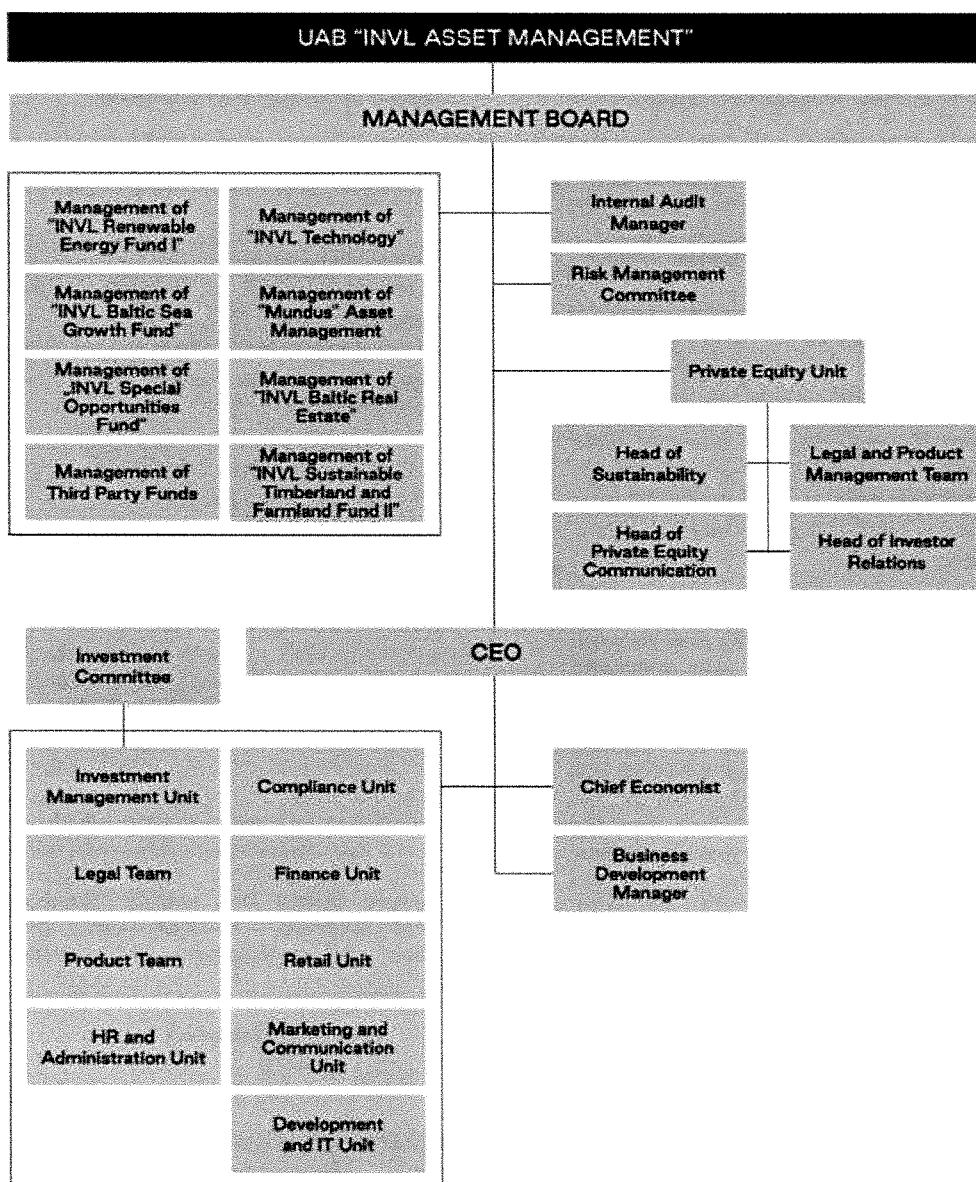 UAB "INVL ASSET MANAGEMENT"
MANAGEMENT BOARD
Management of
"INVL Renewable
Energy Fund I"
Management of
"INVL Technology"
Internal Audit
Manager
Management of
"INVL Baltic Sea
Growth Fund"
Management of
"Mundus" Asset
Management
Risk Management
Committee
Management of
„INVL Special
Opportunities
Fund"
Management of
"INVL Baltic Real
Estate"
Private Equity Unit
Management of
Third Party Funds
Management of
"INVL Sustainable
Timberland and
Farmland Fund II"
Head of
Sustainability
Legal and Product
Management Team
Head of
Private Equity
Communication
Head of Investor
Relations
Investment
Committee
CEO
Investment
Management Unit
Compliance Unit
Chief Economist
Legal Team
Finance Unit
Business
Development
Manager
Product Team
Retail Unit
HR and
Administration Unit
Marketing and
Communication
Unit
Development
and IT Unit